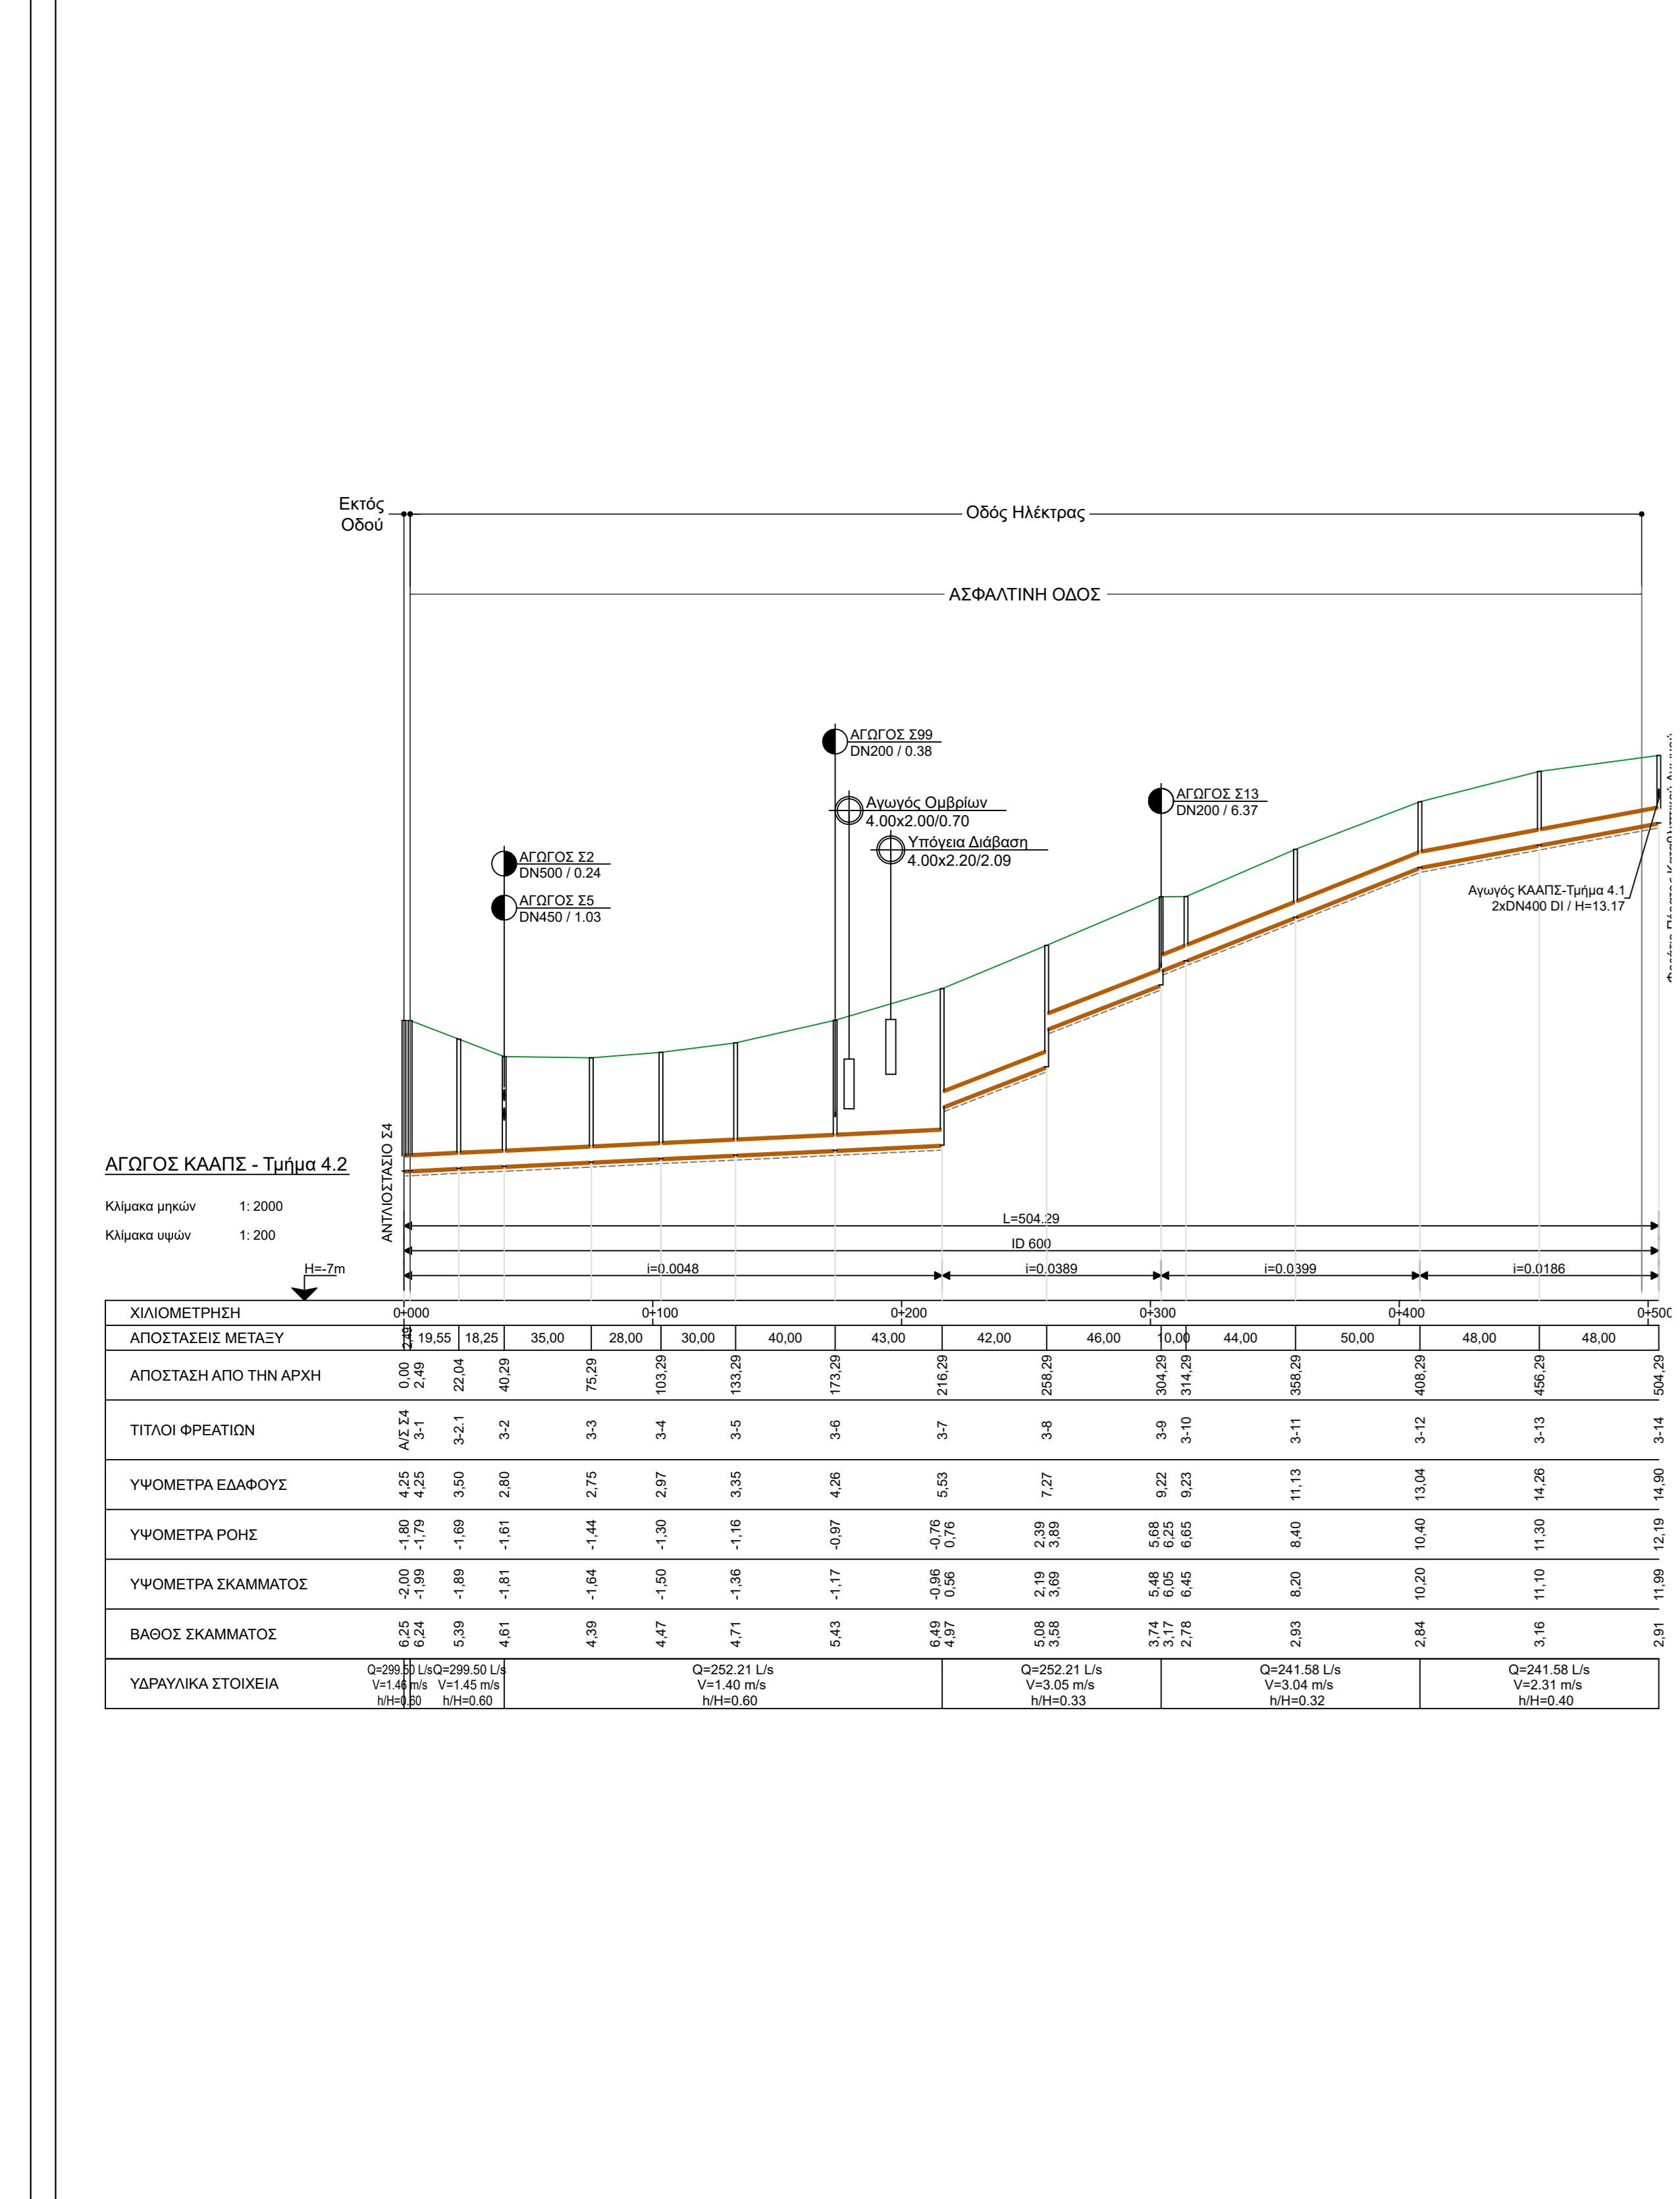 Εκτός
Οδού
Οδός Ηλέκτρας
ΑΣΦΑΛΤΙΝΗ ΟΔΟΣ
ΑΓΩΓΟΣ Σ99
DN200 / 0.38
Αγωγός Ομβρίων
4.00x2.00/0.70
Υπόγεια Διάβαση
4.00x2.20/2.09
ΑΓΩΓΟΣ Σ13
DN200 / 6.37
ΑΓΩΓΟΣ Σ2
DN500 / 0.24
ΑΓΩΓΟΣ Σ5
DN450 / 1.03
Αγωγός ΚΑΑΠΣ-Τμήμα 4.1
2xDN400 DI / H=13.17
ΑΝΤΛΙΟΣΤΑΣΙΟ Σ4
ΑΓΩΓΟΣ ΚΑΑΠΣ - Τμήμα 4.2
Κλίμακα μηκών 1: 2000
Κλίμακα υψών 1: 200
H=-7m
L=504.29
ID 600
i=0.0048 i=0.0389 i=0.0399 i=0.0186
ΧΙΛΙΟΜΕΤΡΗΣΗ 0+000 0+100 0+200 0+300 0+400 0+500
ΑΠΟΣΤΑΣΕΙΣ ΜΕΤΑΞΥ 2,49 19,55 18,25 35,00 28,00 30,00 40,00 43,00 42,00 46,00 10,00 44,00 50,00 48,00 48,00
ΑΠΟΣΤΑΣΗ ΑΠΟ ΤΗΝ ΑΡΧΗ 0,00 2,49 22,04 40,29 75,29 103,29 133,29 173,29 216,29 258,29 304,29 314,29 358,29 408,29 456,29 504,29
ΤΙΤΛΟΙ ΦΡΕΑΤΙΩΝ Α/Σ Σ4 3-1 3-2.1 3-2 3-3 3-4 3-5 3-6 3-7 3-8 3-9 3-10 3-11 3-12 3-13 3-14
ΥΨΟΜΕΤΡΑ ΕΔΑΦΟΥΣ 4,25 4,25 3,50 2,80 2,75 2,97 3,35 4,26 5,53 7,27 9,22 9,23 11,13 13,04 14,26 14,90
ΥΨΟΜΕΤΡΑ ΡΟΗΣ -1,80 -1,79 -1,69 -1,61 -1,44 -1,30 -1,16 -0,97 -0,76 0,76 2,39 3,89 5,68 6,25 6,65 8,40 10,40 11,30 12,19
ΥΨΟΜΕΤΡΑ ΣΚΑΜΜΑΤΟΣ -2,00 -1,99 -1,89 -1,81 -1,64 -1,50 -1,36 -1,17 -0,96 0,56 2,19 3,69 5,48 6,05 6,45 8,20 10,20 11,10 11,99
ΒΑΘΟΣ ΣΚΑΜΜΑΤΟΣ 6,25 6,24 5,39 4,61 4,39 4,47 4,71 5,43 6,49 4,97 5,08 3,58 3,74 3,17 2,78 2,93 2,84 3,16 2,91
Q=299.50 L/s Q=299.50 L/s Q=252.21 L/s Q=252.21 L/s Q=241.58 L/s Q=241.58 L/s
ΥΔΡΑΥΛΙΚΑ ΣΤΟΙΧΕΙΑ V=1.46 m/s V=1.45 m/s V=1.40 m/s V=3.05 m/s V=3.04 m/s V=2.31 m/s
h/H=0.60 h/H=0.60 h/H=0.60 h/H=0.33 h/H=0.32 h/H=0.40